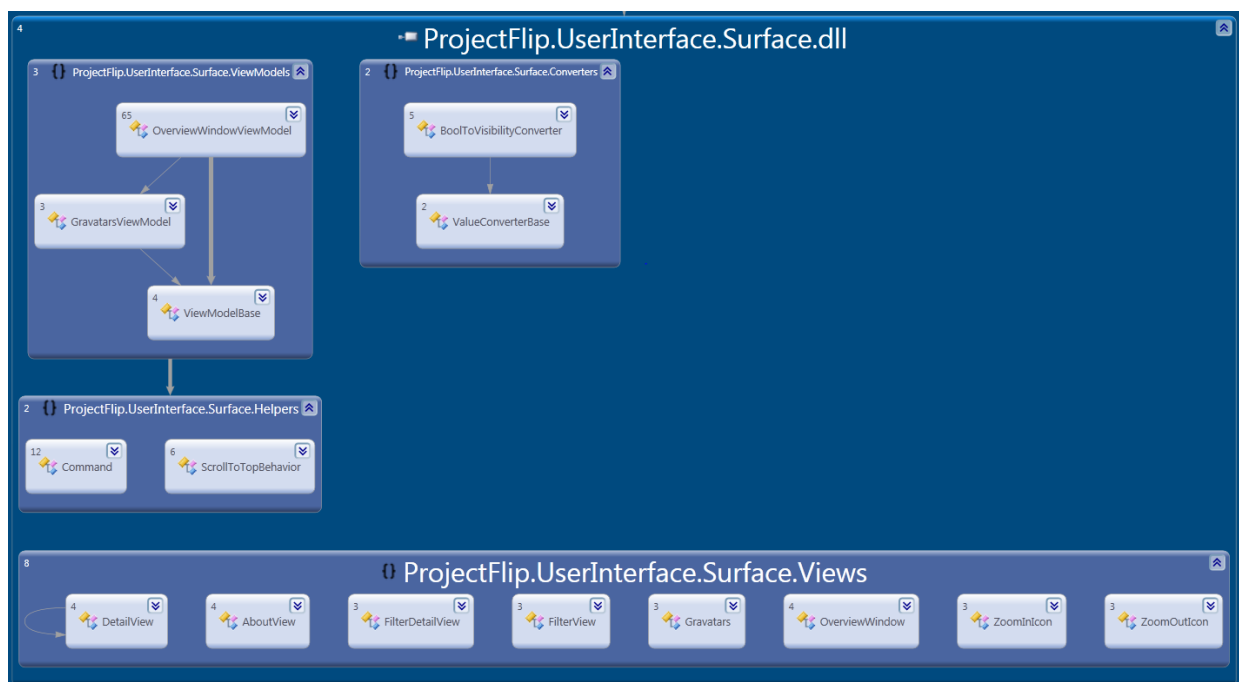 4
ProjectFlip.UserInterface.Surface.dll
3 {} ProjectFlip.UserInterface.Surface.ViewModels
65
OverviewWindowViewModel
3
GravatarsViewModel
4
ViewModelBase
2 {} ProjectFlip.UserInterface.Surface.Converters
5
BoolToVisibilityConverter
2
ValueConverterBase
2 {} ProjectFlip.UserInterface.Surface.Helpers
12
Command
6
ScrollToTopBehavior
8
{} ProjectFlip.UserInterface.Surface.Views
4
DetailView
4
AboutView
3
FilterDetailView
3
FilterView
3
Gravatars
4
OverviewWindow
3
ZoomInIcon
3
ZoomOutIcon